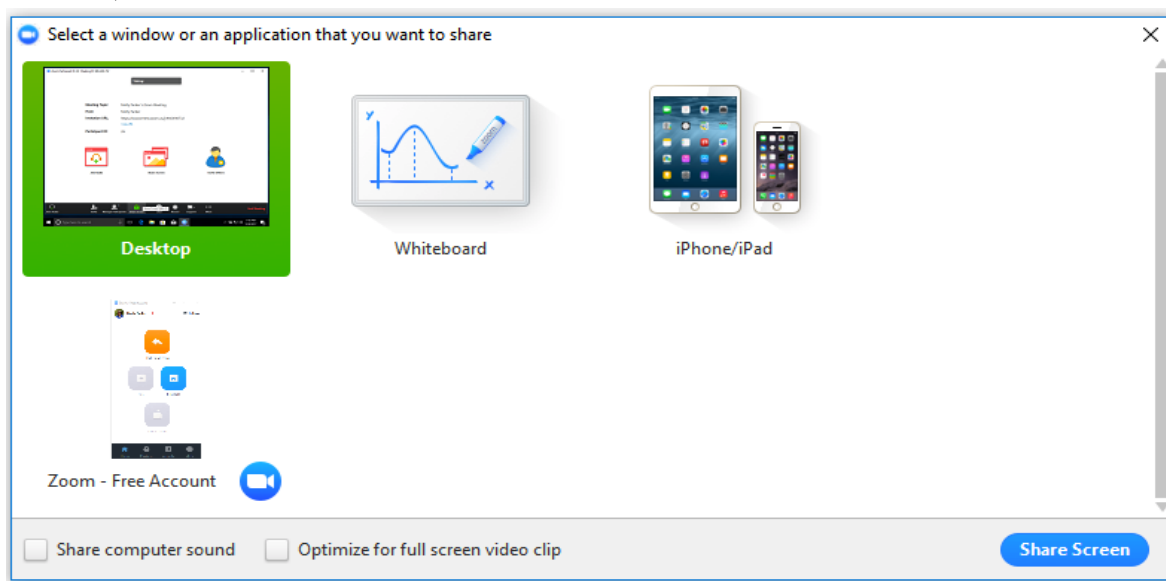 Select a window or an application that you want to share
y
zoom
x
Desktop
Whiteboard
iPhone/iPad
Zoom - Free Account
Share computer sound
Optimize for full screen video clip
Share Screen